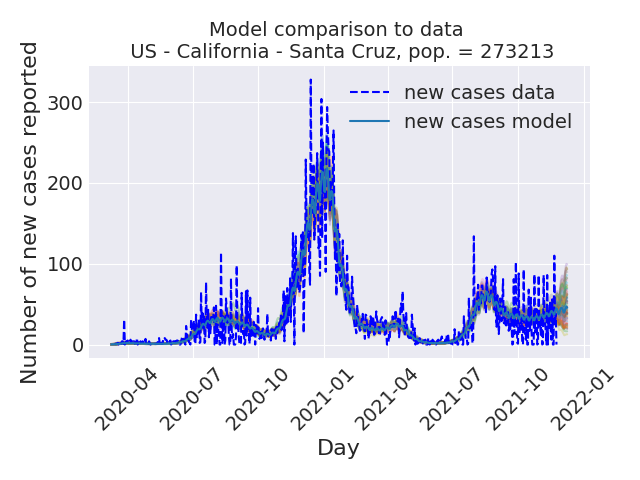 Model comparison to data
US - California - Santa Cruz, pop. = 273213
Number of new cases reported
300
200
100
0
new cases data
new cases model
2020-04
2020-07
2020-10
2021-01
2021-04
2021-07
2021-10
2022-01
Day